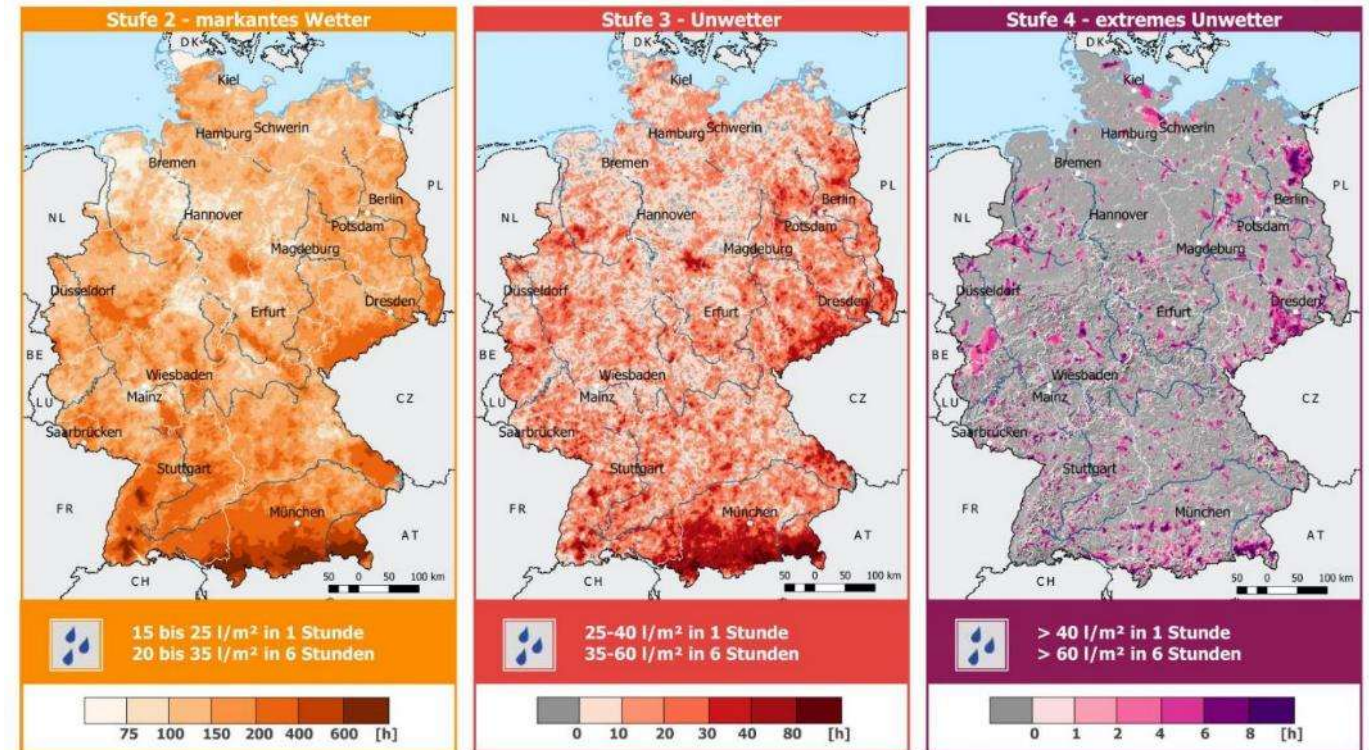 Stufe 2 - markantes Wetter
DK
Kiel
Hamburg
Schwerin
Bremen
PL
Berlin
NL
Hannover
Potsdam
Magdeburg
Düsseldorf
Dresden
Erfurt
BE
Wiesbaden
LU
Mainz
CZ
Saarbrücken
Stuttgart
FR
München
AT
CH
50 0 50 100 km
15 bis 25 l/m² in 1 Stunde
20 bis 35 l/m² in 6 Stunden
75 100 150 200 400 600 [h]
Stufe 3 - Unwetter
DK
Kiel
Hamburg
Schwerin
Bremen
PL
Berlin
NL
Hannover
Potsdam
Magdeburg
Düsseldorf
Dresden
Erfurt
BE
Wiesbaden
LU
Mainz
CZ
Saarbrücken
Stuttgart
FR
München
AT
CH
50 0 50 100 km
25-40 l/m² in 1 Stunde
35-60 l/m² in 6 Stunden
0 10 20 30 40 80 [h]
Stufe 4 - extremes Unwetter
DK
Kiel
Hamburg
Schwerin
Bremen
PL
Berlin
NL
Hannover
Potsdam
Magdeburg
Düsseldorf
Dresden
Erfurt
BE
Wiesbaden
LU
Mainz
CZ
Saarbrücken
Stuttgart
FR
München
AT
CH
50 0 50 100 km
> 40 l/m² in 1 Stunde
> 60 l/m² in 6 Stunden
0 1 2 4 6 8 [h]